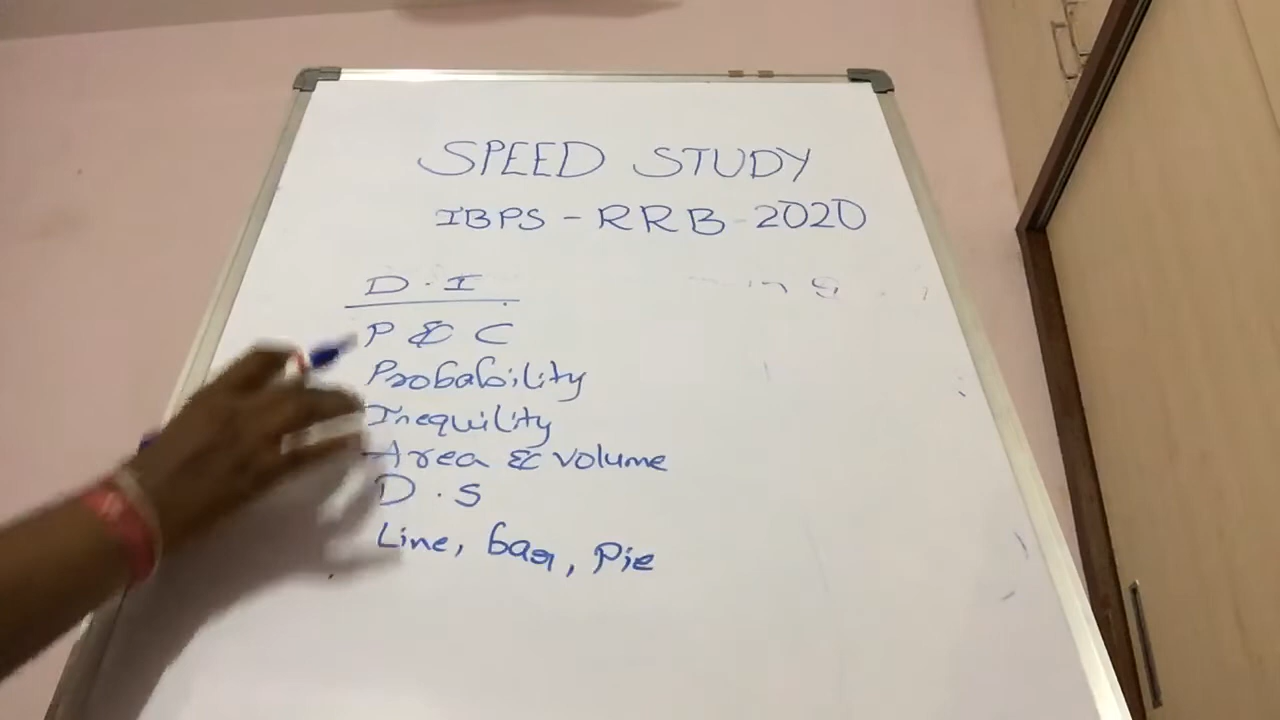 SPEED STUDY
IBPS - RRB - 2020
D.I
P & C
Probability
Inequility
Area & volume
D.S
Line, bar, Pie